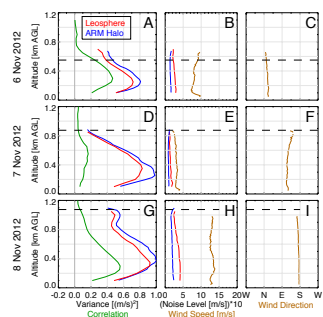 Leosphere
ARM Halo
A
B
C
6 Nov 2012
Altitude [km AGL]
1.0
0.8
0.6
0.4
0.2
0.0
D
E
F
7 Nov 2012
Altitude [km AGL]
1.0
0.8
0.6
0.4
0.2
0.0
G
H
I
8 Nov 2012
Altitude [km AGL]
1.0
0.8
0.6
0.4
0.2
0.0
-0.2 0 0.2 0.4 0.6 0.8 1.0
0 5 10 15 20
W N E S W
Variance [(m/s)²]
(Noise Level [m/s])*10
Wind Direction
Correlation
Wind Speed [m/s]